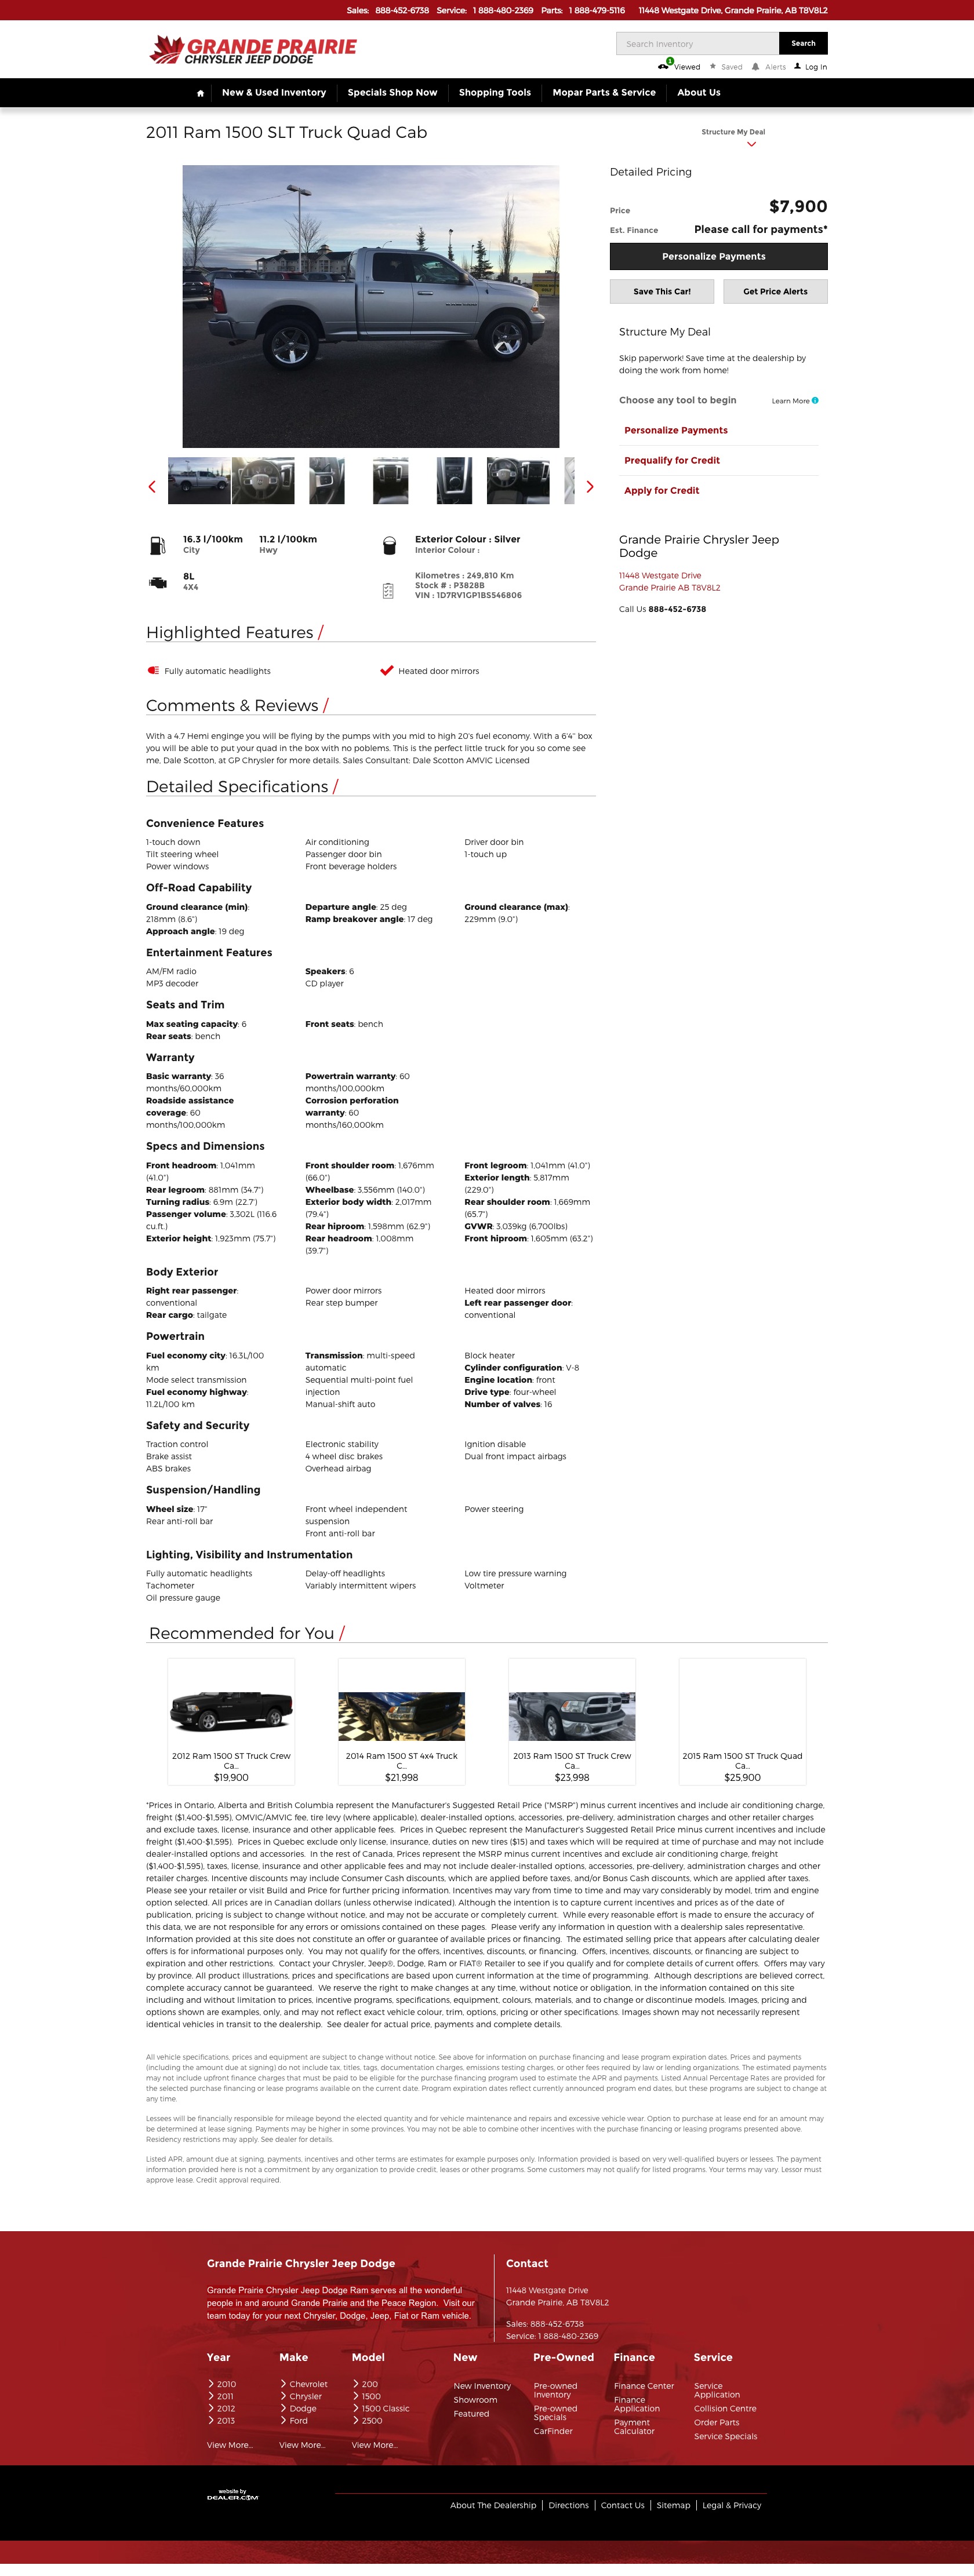 Sales: 888-452-6738 Service: 1 888-480-2369 Parts: 1 888-479-5116 11448 Westgate Drive, Grande Prairie, AB T8V8L2
GRANDE PRAIRIE
CHRYSLER JEEP DODGE
Search Inventory
Search
1
Viewed Saved Alerts Log In
New & Used Inventory Specials Shop Now Shopping Tools Mopar Parts & Service About Us
2011 Ram 1500 SLT Truck Quad Cab
Structure My Deal
Detailed Pricing
Price $7,900
Est. Finance Please call for payments*
Personalize Payments
Save This Car! Get Price Alerts
Structure My Deal
Skip paperwork! Save time at the dealership by
doing the work from home!
Choose any tool to begin Learn More
Personalize Payments
Prequalify for Credit
Apply for Credit
Grande Prairie Chrysler Jeep
Dodge
11448 Westgate Drive
Grande Prairie AB T8V8L2
Call Us 888-452-6738
16.3 l/100km 11.2 l/100km
City Hwy
8L
4X4
Exterior Colour : Silver
Interior Colour :
Kilometres : 249,810 Km
Stock # : P3828B
VIN : 1D7RV1GP1BS546806
Highlighted Features /
Fully automatic headlights Heated door mirrors
Comments & Reviews /
With a 4.7 Hemi enginge you will be flying by the pumps with you mid to high 20's fuel economy. With a 6'4" box
you will be able to put your quad in the box with no poblems. This is the perfect little truck for you so come see
me, Dale Scotton, at GP Chrysler for more details. Sales Consultant: Dale Scotton AMVIC Licensed
Detailed Specifications /
Convenience Features
1-touch down Air conditioning Driver door bin
Tilt steering wheel Passenger door bin 1-touch up
Power windows Front beverage holders
Off-Road Capability
Ground clearance (min): Departure angle: 25 deg Ground clearance (max):
218mm (8.6") Ramp breakover angle: 17 deg 229mm (9.0")
Approach angle: 19 deg
Entertainment Features
AM/FM radio Speakers: 6
MP3 decoder CD player
Seats and Trim
Max seating capacity: 6 Front seats: bench
Rear seats: bench
Warranty
Basic warranty: 36 Powertrain warranty: 60
months/60,000km months/100,000km
Roadside assistance Corrosion perforation
coverage: 60 warranty: 60
months/100,000km months/160,000km
Specs and Dimensions
Front headroom: 1,041mm Front shoulder room: 1,676mm Front legroom: 1,041mm (41.0")
(41.0") (66.0") Exterior length: 5,817mm
Rear legroom: 881mm (34.7") Wheelbase: 3,556mm (140.0") (229.0")
Turning radius: 6.9m (22.7') Exterior body width: 2,017mm Rear shoulder room: 1,669mm
Passenger volume: 3,302L (116.6 (79.4") (65.7")
cu.ft.) Rear hiproom: 1,598mm (62.9") GVWR: 3,039kg (6,700lbs)
Exterior height: 1,923mm (75.7") Rear headroom: 1,008mm Front hiproom: 1,605mm (63.2")
(39.7")
Body Exterior
Right rear passenger: Power door mirrors Heated door mirrors
conventional Rear step bumper Left rear passenger door:
Rear cargo: tailgate conventional
Powertrain
Fuel economy city: 16.3L/100 Transmission: multi-speed Block heater
km automatic Cylinder configuration: V-8
Mode select transmission Sequential multi-point fuel Engine location: front
Fuel economy highway: injection Drive type: four-wheel
11.2L/100 km Manual-shift auto Number of valves: 16
Safety and Security
Traction control Electronic stability Ignition disable
Brake assist 4 wheel disc brakes Dual front impact airbags
ABS brakes Overhead airbag
Suspension/Handling
Wheel size: 17" Front wheel independent Power steering
Rear anti-roll bar suspension
Front anti-roll bar
Lighting, Visibility and Instrumentation
Fully automatic headlights Delay-off headlights Low tire pressure warning
Tachometer Variably intermittent wipers Voltmeter
Oil pressure gauge
Recommended for You /
2012 Ram 1500 ST Truck Crew 2014 Ram 1500 ST 4x4 Truck 2013 Ram 1500 ST Truck Crew 2015 Ram 1500 ST Truck Quad
Ca... C... Ca... Ca...
$19,900 $21,998 $23,998 $25,900
*Prices in Ontario, Alberta and British Columbia represent the Manufacturer's Suggested Retail Price ("MSRP") minus current incentives and include air conditioning charge,
freight ($1,400-$1,595), OMVIC/AMVIC fee, tire levy (where applicable), dealer-installed options, accessories, pre-delivery, administration charges and other retailer charges
and exclude taxes, license, insurance and other applicable fees. Prices in Quebec represent the Manufacturer's Suggested Retail Price minus current incentives and include
freight ($1,400-$1,595). Prices in Quebec exclude only license, insurance, duties on new tires ($15) and taxes which will be required at time of purchase and may not include
dealer-installed options and accessories. In the rest of Canada, Prices represent the MSRP minus current incentives and exclude air conditioning charge, freight
($1,400-$1,595), taxes, license, insurance and other applicable fees and may not include dealer-installed options, accessories, pre-delivery, administration charges and other
retailer charges. Incentive discounts may include Consumer Cash discounts, which are applied before taxes, and/or Bonus Cash discounts, which are applied after taxes.
Please see your retailer or visit Build and Price for further pricing information. Incentives may vary from time to time and may vary considerably by model, trim and engine
option selected. All prices are in Canadian Dollars (unless otherwise indicated). Although the intention is to capture current incentives and prices as of the date of
publication, pricing is subject to change without notice, and may not be accurate or completely current. While every reasonable effort is made to ensure the accuracy of
this data, we are not responsible for any errors or omissions contained on these pages. Please verify any information in question with a dealership sales representative.
Information provided at this site does not constitute an offer or guarantee of available prices or financing. The estimated selling price that appears after calculating dealer
offers is for informational purposes only. You may not qualify for the offers, incentives, discounts, or financing. Offers, incentives, discounts, or financing are subject to
expiration and other restrictions. Contact your Chrysler, Jeep®, Dodge, Ram or FIAT® Retailer to see if you qualify and for complete details of current offers. Offers may vary
by province. All product illustrations, prices and specifications are based upon current information at the time of programming. Although descriptions are believed correct,
complete accuracy cannot be guaranteed. We reserve the right to make changes at any time, without notice or obligation, in the information contained on this site
including and without limitation to prices, incentive programs, specifications, equipment, colours, materials, and to change or discontinue models. Images, pricing and
options shown are examples, only, and may not reflect exact vehicle colour, trim, options, pricing or other specifications. Images shown may not necessarily represent
identical vehicles in transit to the dealership. See dealer for actual price, payments and complete details.
All vehicle specifications, prices and equipment are subject to change without notice. See above for information on purchase financing and lease program expiration dates. Prices and payments
(including the amount due at signing) do not include tax, titles, tags, documentation charges, emissions testing charges, or other fees required by law or lending organizations. The estimated payments
may not include upfront finance charges that must be paid to be eligible for the purchase financing program used to estimate the APR and payments. Listed Annual Percentage Rates are provided for
the selected purchase financing or lease programs available on the current date. Program expiration dates reflect currently announced program end dates, but these programs are subject to change at
any time.
Lessees will be financially responsible for mileage beyond the elected quantity and for vehicle maintenance and repairs and excessive vehicle wear. Option to purchase at lease end for an amount may
be determined at lease signing. Payments may be higher in some provinces. You may not be able to combine other incentives with the purchase financing or leasing programs presented above.
Residency restrictions may apply. See dealer for details.
Listed APR, amount due at signing, payments, incentives and other terms are estimates for example purposes only. Information provided is based on very well-qualified buyers or lessees. The payment
information provided here is not a commitment by any organization to provide credit, leases or other programs. Some customers may not qualify for listed programs. Your terms may vary. Lessor must
approve lease. Credit approval required.
Grande Prairie Chrysler Jeep Dodge
Grande Prairie Chrysler Jeep Dodge Ram serves all the wonderful
people in and around Grande Prairie and the Peace Region. Visit our
team today for your next Chrysler, Dodge, Jeep, Fiat or Ram vehicle.
Contact
11448 Westgate Drive
Grande Prairie, AB T8V8L2
Sales: 888-452-6738
Service: 1 888-480-2369
Year
2010
2011
2012
2013
View More...
Make
Chevrolet
Chrysler
Dodge
Ford
View More...
Model
200
1500
1500 Classic
2500
View More...
New
New Inventory
Showroom
Featured
Pre-Owned
Pre-owned
Inventory
Pre-owned
Specials
CarFinder
Finance
Finance Center
Finance
Application
Payment
Calculator
Service
Service
Application
Collision Centre
Order Parts
Service Specials
website by
DEALER.COM
About The Dealership Directions Contact Us Sitemap Legal & Privacy